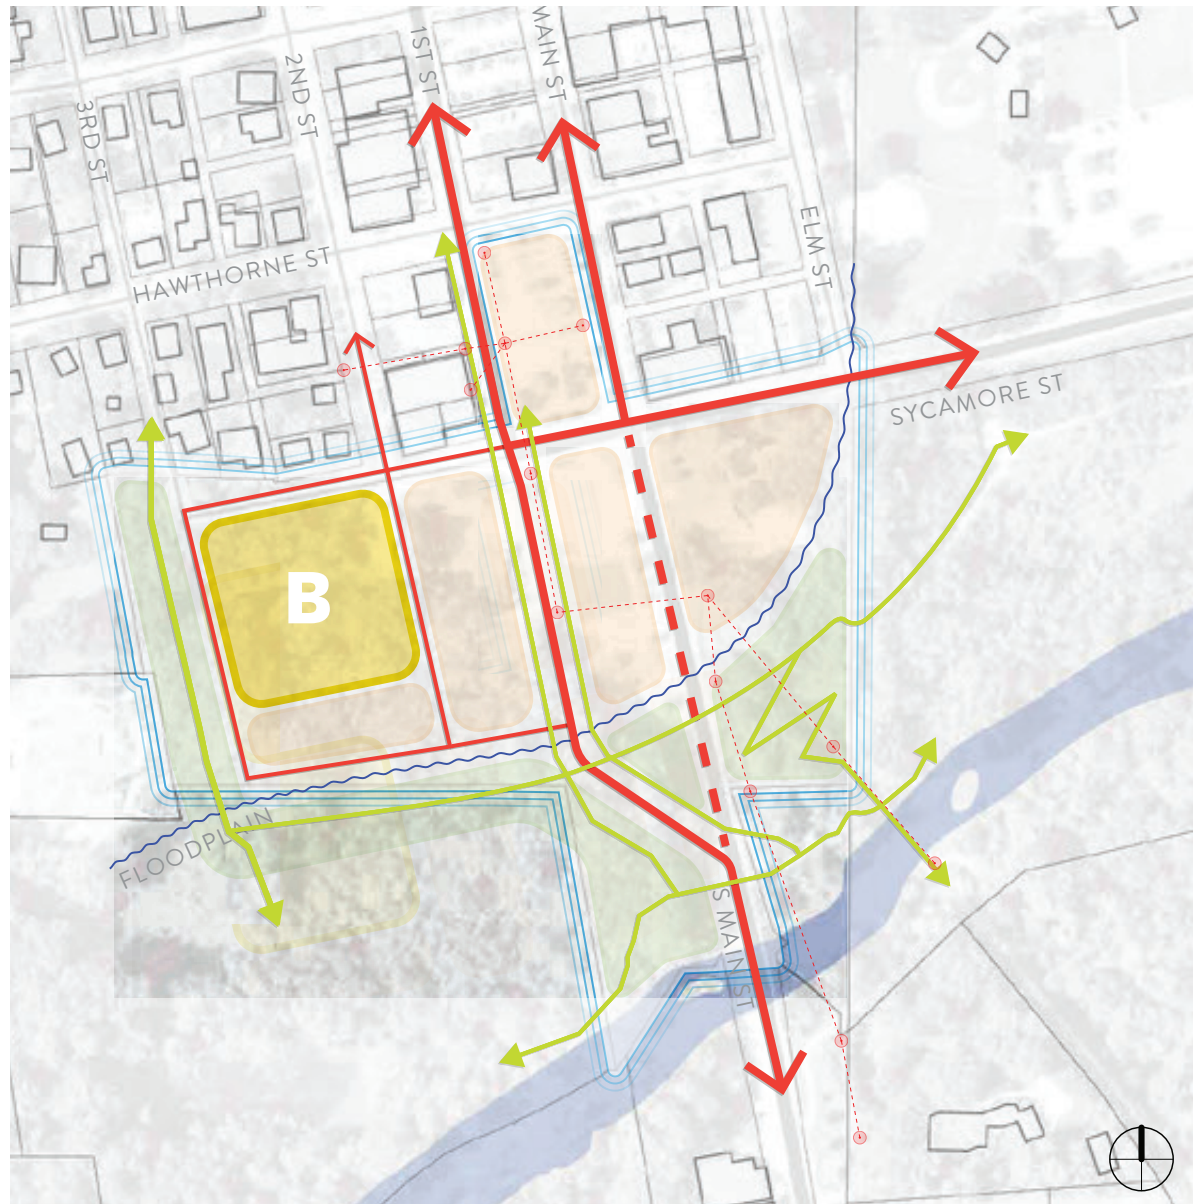 1ST ST
MAIN ST
2ND ST
3RD ST
ELM ST
HAWTHORNE ST
SYCAMORE ST
B
FLOODPLAIN
S MAIN ST